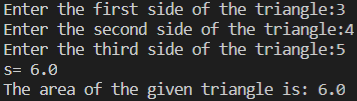 Enter the first side of the triangle:3
Enter the second side of the triangle:4
Enter the third side of the triangle:5
s= 6.0
The area of the given triangle is: 6.0